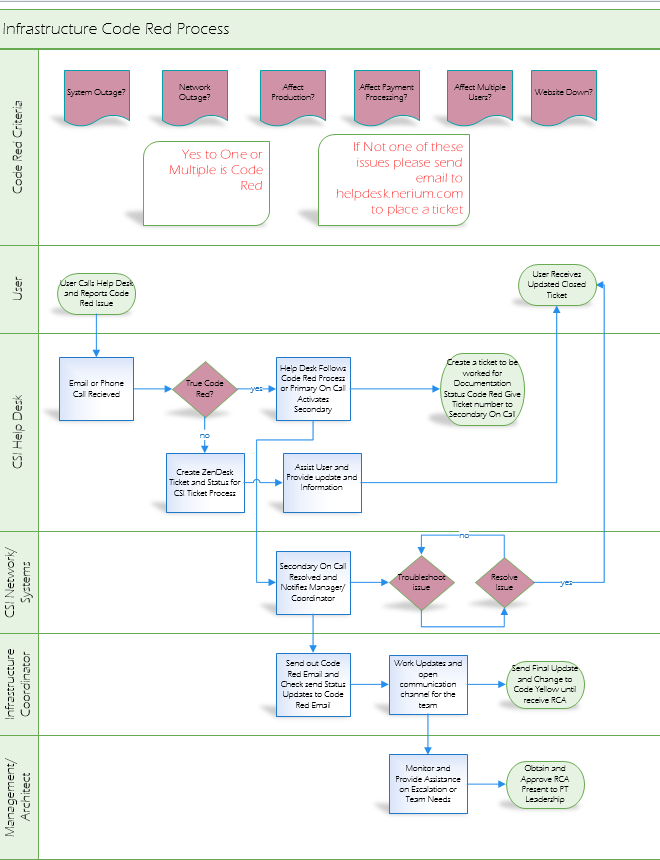 Infrastructure Code Red Process
Code Red Criteria
System Outage?
Network
Outage?
Affect
Production?
Affect Payment
Processing?
Affect Multiple
Users?
Website Down?
Yes to One or
Multiple is Code
Red
If Not one of these
issues please send
email to
helpdesk.nerium.com
to place a ticket
User
User Calls Help Desk
and Reports Code
Red Issue
User Receives
Updated Closed
Ticket
CSI Help Desk
Email or Phone
Call Recieved
True Code
Red?
yes
Help Desk Follows
Code Red Process
or Primary On Call
Activates
Secondary
Create a ticket to be
worked for
Documentation
Status Code Red Give
Ticket number to
Secondary On Call
no
Create ZenDesk
Ticket and Status for
CSI Ticket Process
Assist User and
Provide update and
Information
CSI Network/
Systems
Secondary On Call
Resolved and
Notifies Manager/
Coordinator
Troubleshoot
issue
no
Resolve
Issue
yes
Infrastructure
Coordinator
Send out Code
Red Email and
Check send Status
Updates to Code
Red Email
Work Updates and
open
communication
channel for the
team
Send Final Update
and Change to
Code Yellow until
receive RCA
Management/
Architect
Monitor and
Provide Assistance
on Escalation or
Team Needs
Obtain and
Approve RCA
Present to PT
Leadership